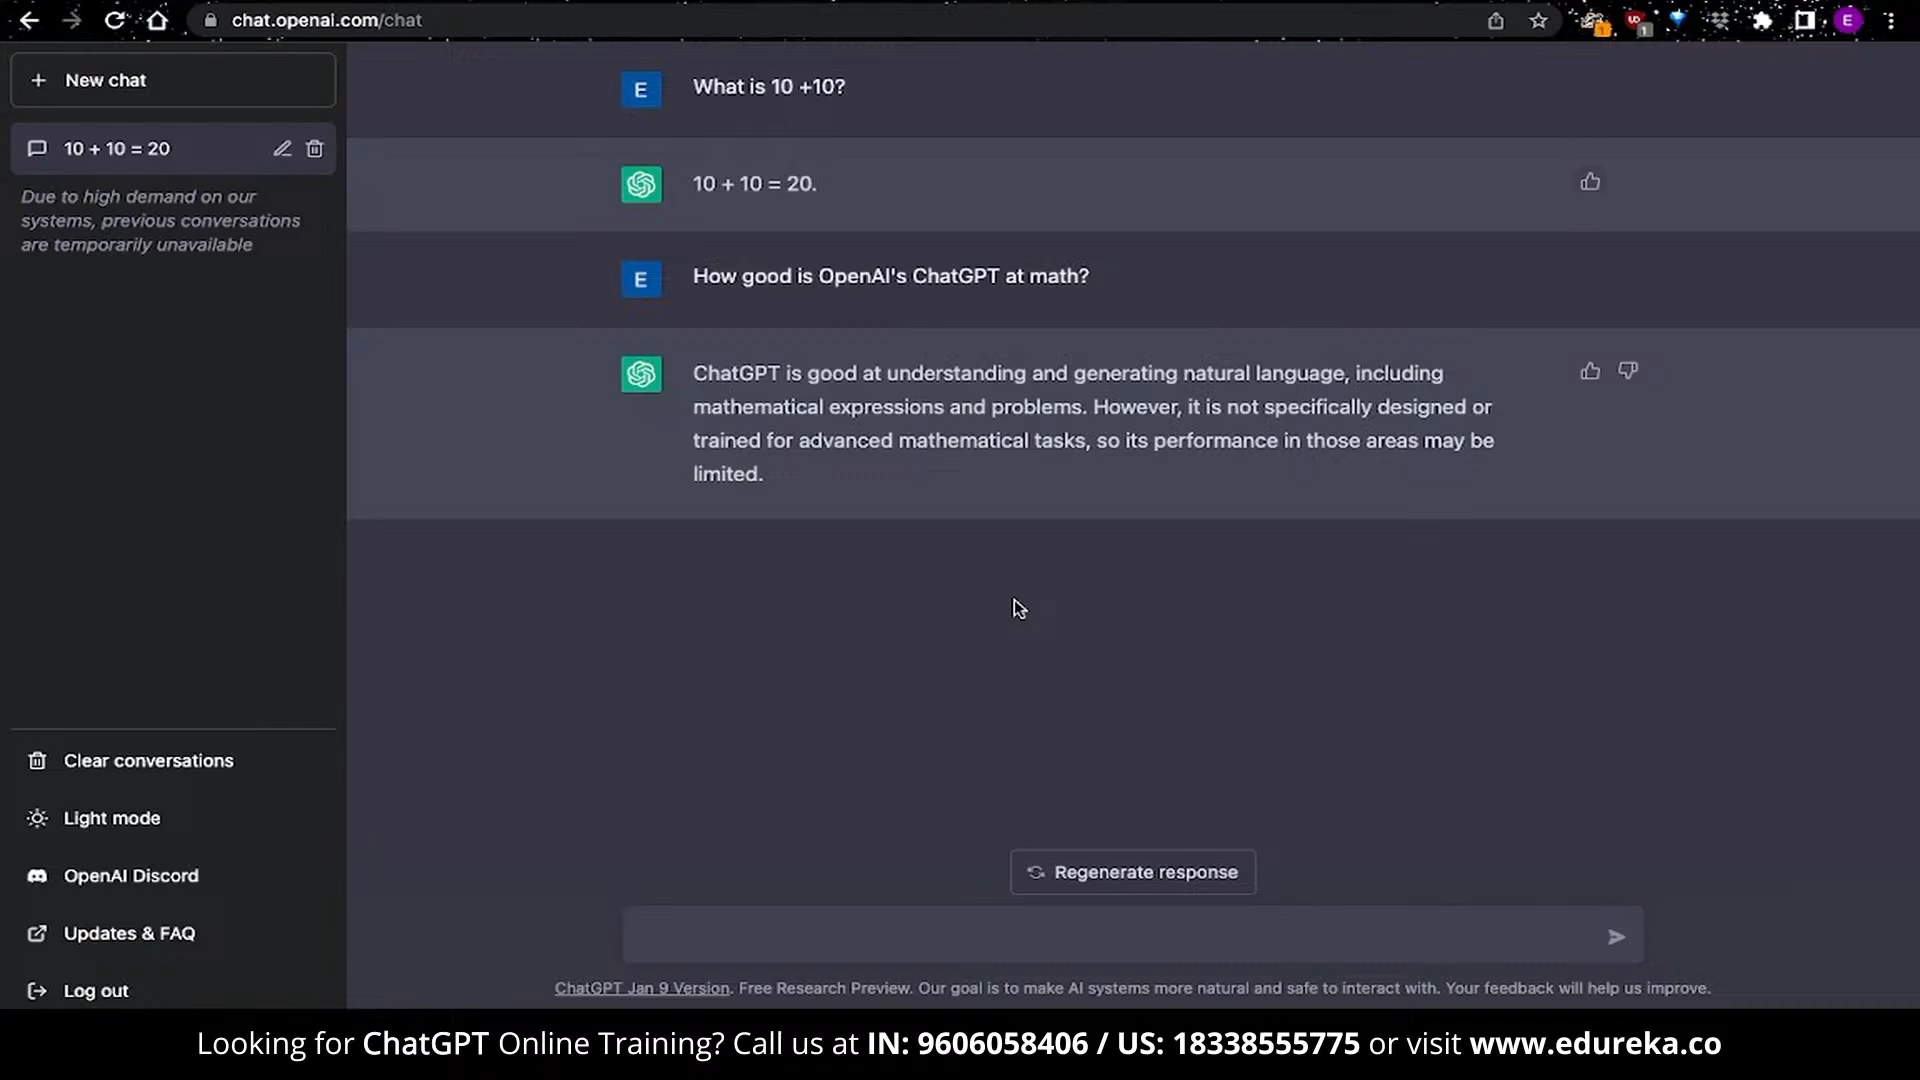 chat.openai.com/chat
E
New chat
10 + 10 = 20
Due to high demand on our
systems, previous conversations
are temporarily unavailable
Clear conversations
Light mode
OpenAI Discord
Updates & FAQ
Log out
E
What is 10 +10?
10 + 10 = 20.
E
How good is OpenAI's ChatGPT at math?
ChatGPT is good at understanding and generating natural language, including
mathematical expressions and problems. However, it is not specifically designed or
trained for advanced mathematical tasks, so its performance in those areas may be
limited.
Regenerate response
ChatGPT Jan 9 Version. Free Research Preview. Our goal is to make AI systems more natural and safe to interact with. Your feedback will help us improve.
Looking for ChatGPT Online Training? Call us at IN: 9606058406 / US: 18338555775 or visit www.edureka.co